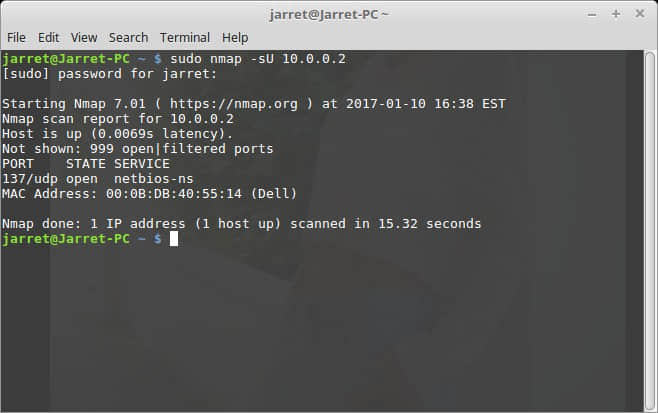 jarret@Jarret-PC ~
File Edit View Search Terminal Help
jarret@Jarret-PC ~ $ sudo nmap -sU 10.0.0.2
[sudo] password for jarret:
Starting Nmap 7.01 ( https://nmap.org ) at 2017-01-10 16:38 EST
Nmap scan report for 10.0.0.2
Host is up (0.0069s latency).
Not shown: 999 open|filtered ports
PORT    STATE SERVICE
137/udp open  netbios-ns
MAC Address: 00:0B:DB:40:55:14 (Dell)
Nmap done: 1 IP address (1 host up) scanned in 15.32 seconds
jarret@Jarret-PC ~ $